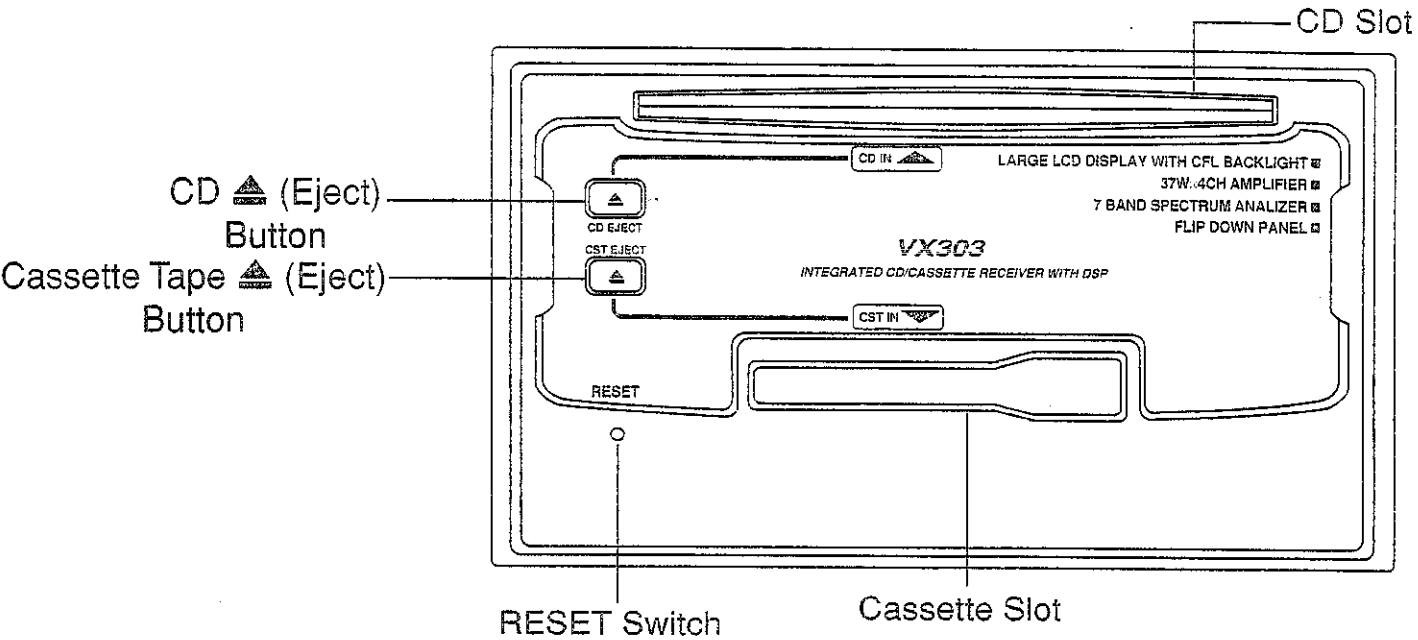 CD Slot
CD IN
LARGE LCD DISPLAY WITH CFL BACKLIGHT
37W:4CH AMPLIFIER
7 BAND SPECTRUM ANALIZER
FLIP DOWN PANEL
CD ⏏ (Eject)
Button
CD EJECT
CST EJECT
Cassette Tape ⏏ (Eject)
Button
VX303
INTEGRATED CD/CASSETTE RECEIVER WITH DSP
CST IN
RESET
RESET Switch
Cassette Slot